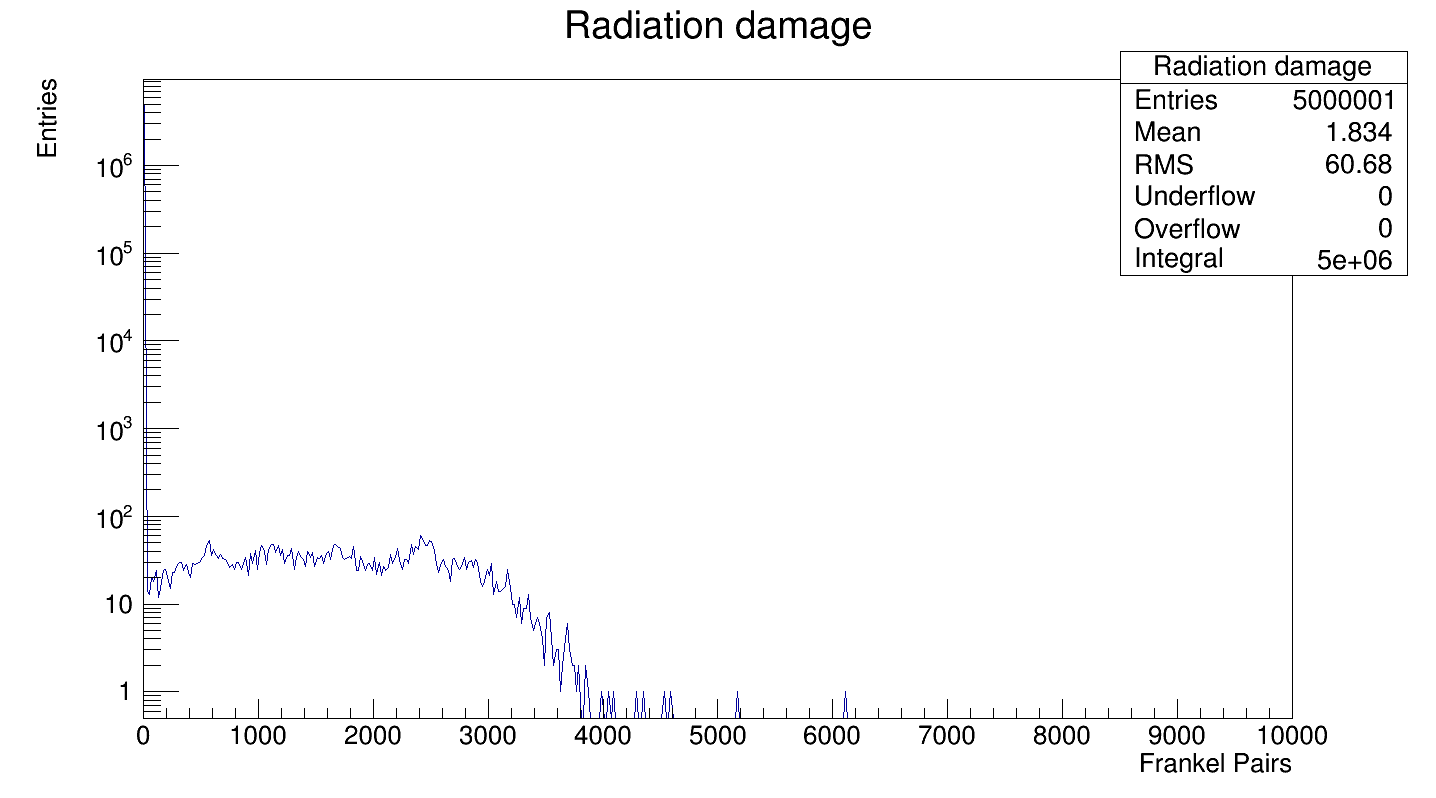 Radiation damage
Entries
Radiation damage
Entries 5000001
Mean 1.834
RMS 60.68
Underflow 0
Overflow 0
Integral 5e+06
10^6
10^5
10^4
10^3
10^2
10
1
0 1000 2000 3000 4000 5000 6000 7000 8000 9000 10000
Frankel Pairs